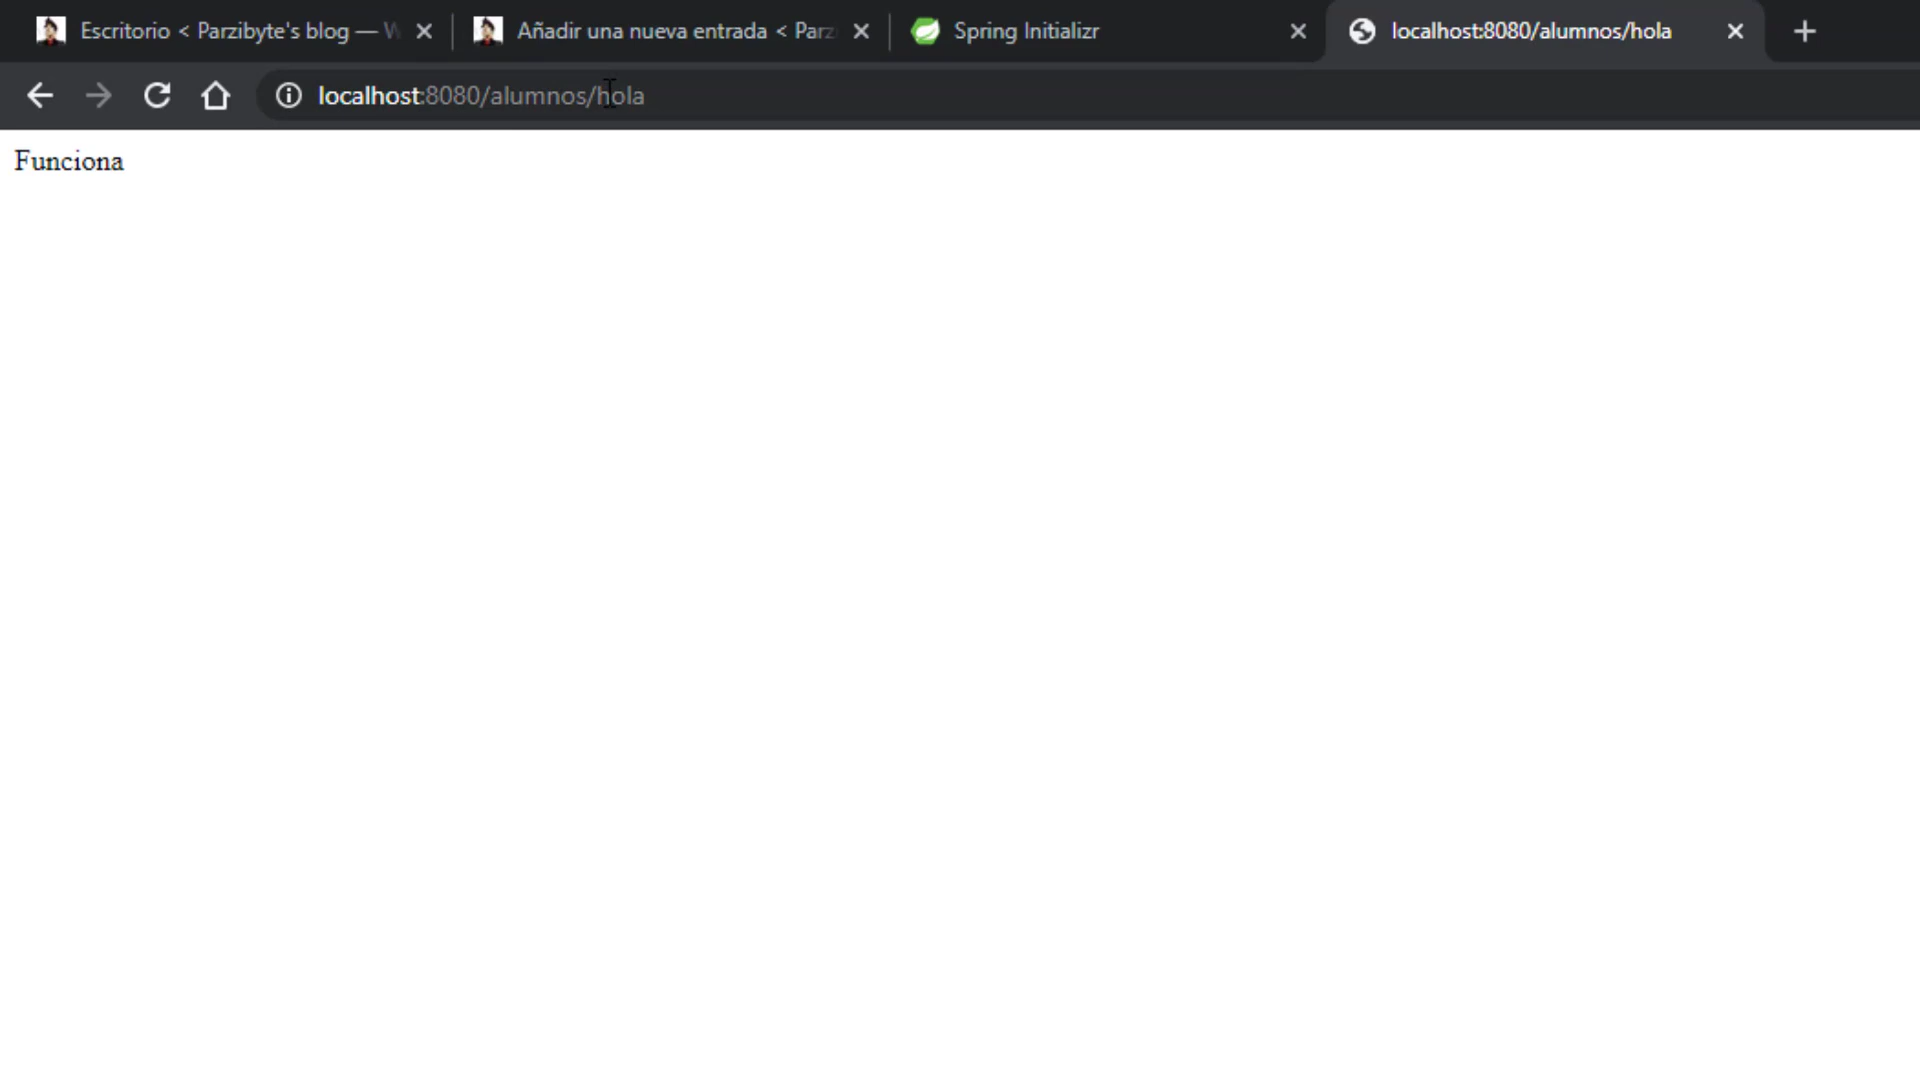 Escritorio < Parzibyte's blog — W
Añadir una nueva entrada < Parz
Spring Initializr
localhost:8080/alumnos/hola
localhost:8080/alumnos/hola
Funciona